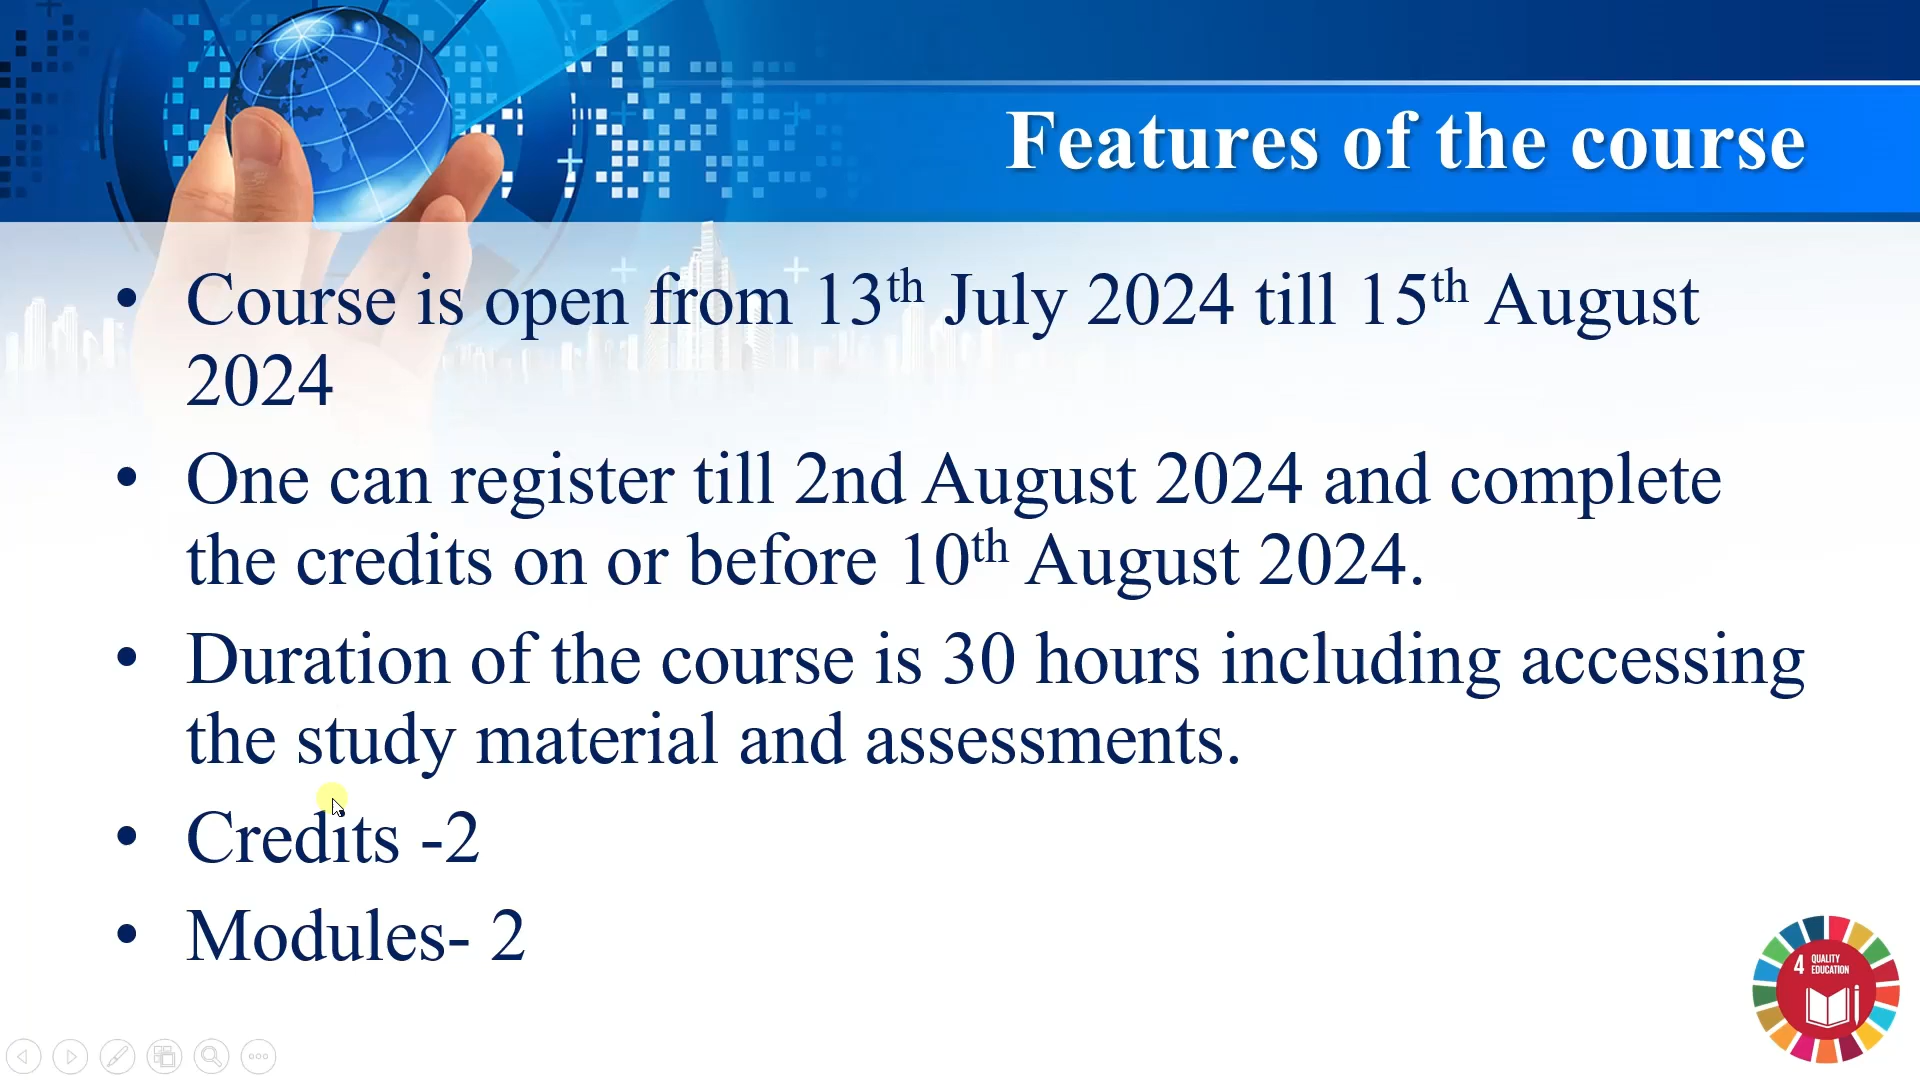 Features of the course
• Course is open from 13th July 2024 till 15th August
2024
• One can register till 2nd August 2024 and complete
the credits on or before 10th August 2024.
• Duration of the course is 30 hours including accessing
the study material and assessments.
• Credits -2
• Modules- 2
4 QUALITY
EDUCATION